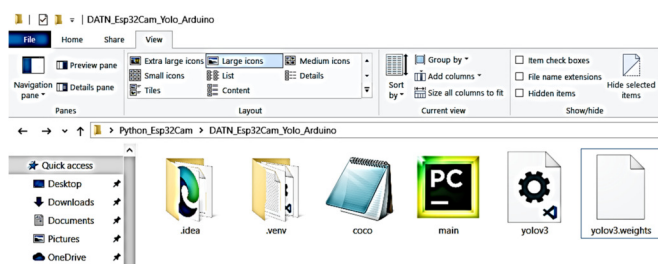 DATN_Esp32Cam_Yolo_Arduino
File Home Share View
Navigation pane
Preview pane
Details pane
Panes
Extra large icons Large icons Medium icons
Small icons List Details
Tiles Content
Layout
Sort by
Group by
Add columns
Size all columns to fit
Current view
Item check boxes
File name extensions
Hidden items
Hide selected items
Show/hide
Python_Esp32Cam > DATN_Esp32Cam_Yolo_Arduino
Quick access
Desktop
Downloads
Documents
Pictures
OneDrive
PC
.idea .venv coco main yolov3 yolov3.weights